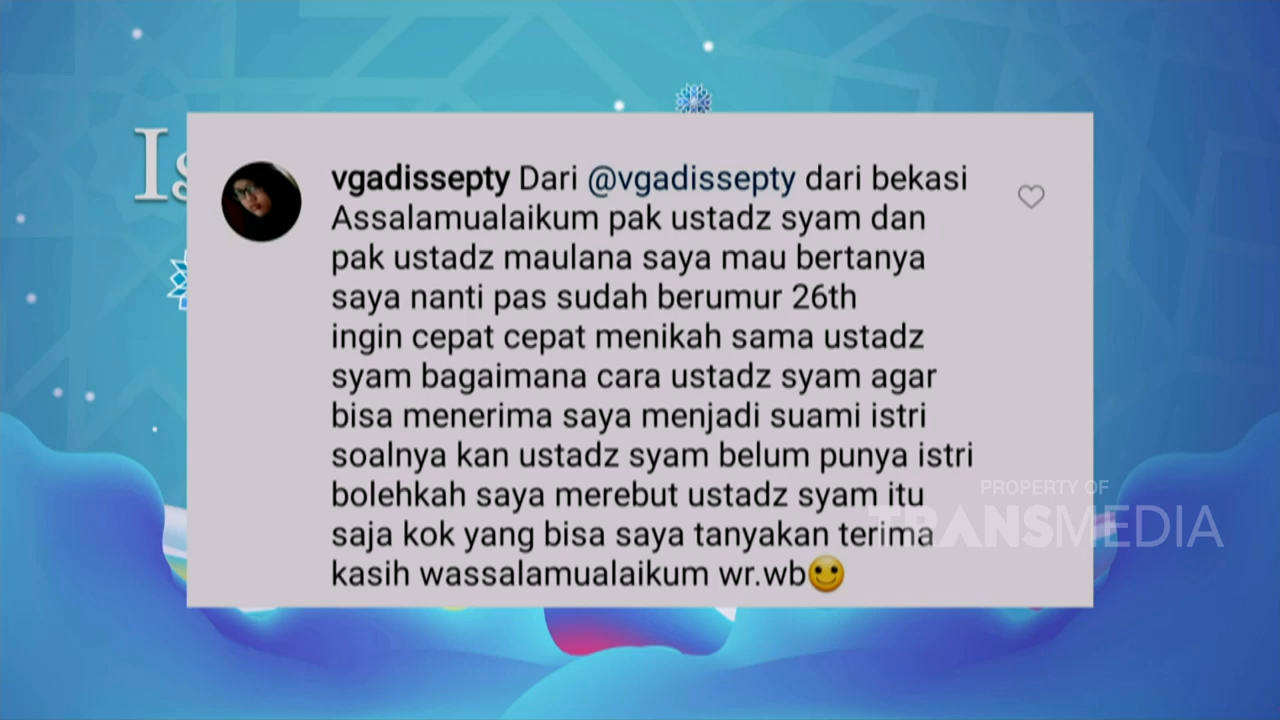 Is
vgadissepty Dari @vgadissepty dari bekasi
Assalamualaikum pak ustadz syam dan
pak ustadz maulana saya mau bertanya
saya nanti pas sudah berumur 26th
ingin cepat cepat menikah sama ustadz
syam bagaimana cara ustadz syam agar
bisa menerima saya menjadi suami istri
soalnya kan ustadz syam belum punya istri
bolehkah saya merebut ustadz syam itu
saja kok yang bisa saya tanyakan terima
kasih wassalamualaikum wr.wb🙂
PROPERTY OF
TRANSMEDIA